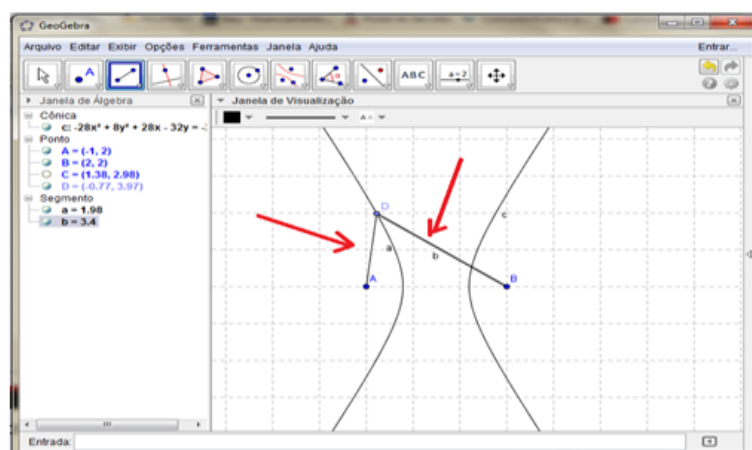 GeoGebra
Arquivo Editar Exibir Opções Ferramentas Janela Ajuda
Entrar...
A
ABC
a=2
Janela de Álgebra
Janela de Visualização
Cônica
c: -28x² + 8y² + 28x - 32y = -
Ponto
A = (-1, 2)
B = (2, 2)
C = (1.38, 2.98)
D = (-0.77, 3.97)
Segmento
a = 1.98
b = 3.4
D
c
a
b
A
B
Entrada: